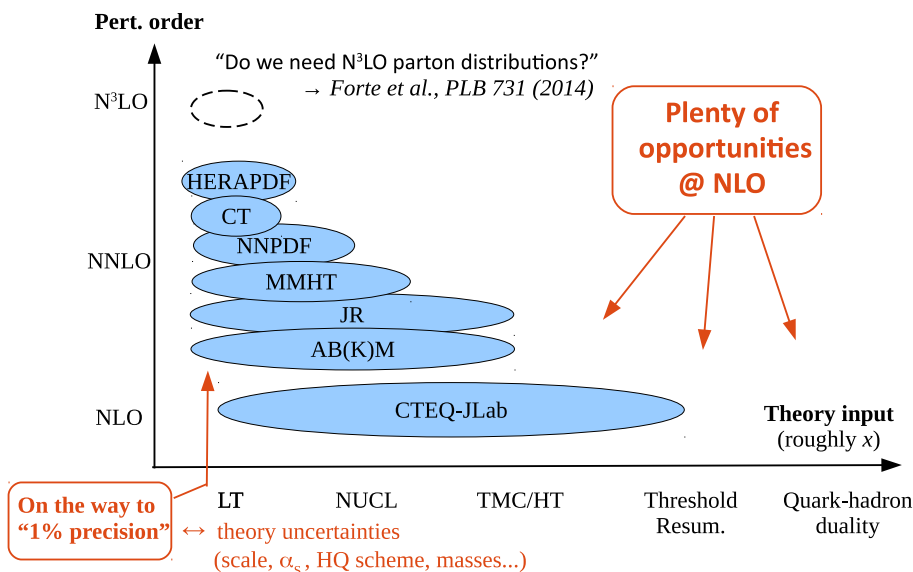 Pert. order
“Do we need N³LO parton distributions?”
→ Forte et al., PLB 731 (2014)
N³LO
Plenty of
opportunities
@ NLO
HERAPDF
CT
NNPDF
NNLO
MMHT
JR
AB(K)M
CTEQ-JLab
NLO
Theory input
(roughly x)
LT
NUCL
TMC/HT
Threshold
Resum.
Quark-hadron
duality
On the way to
“1% precision”
↔ theory uncertainties
(scale, αₛ, HQ scheme, masses...)